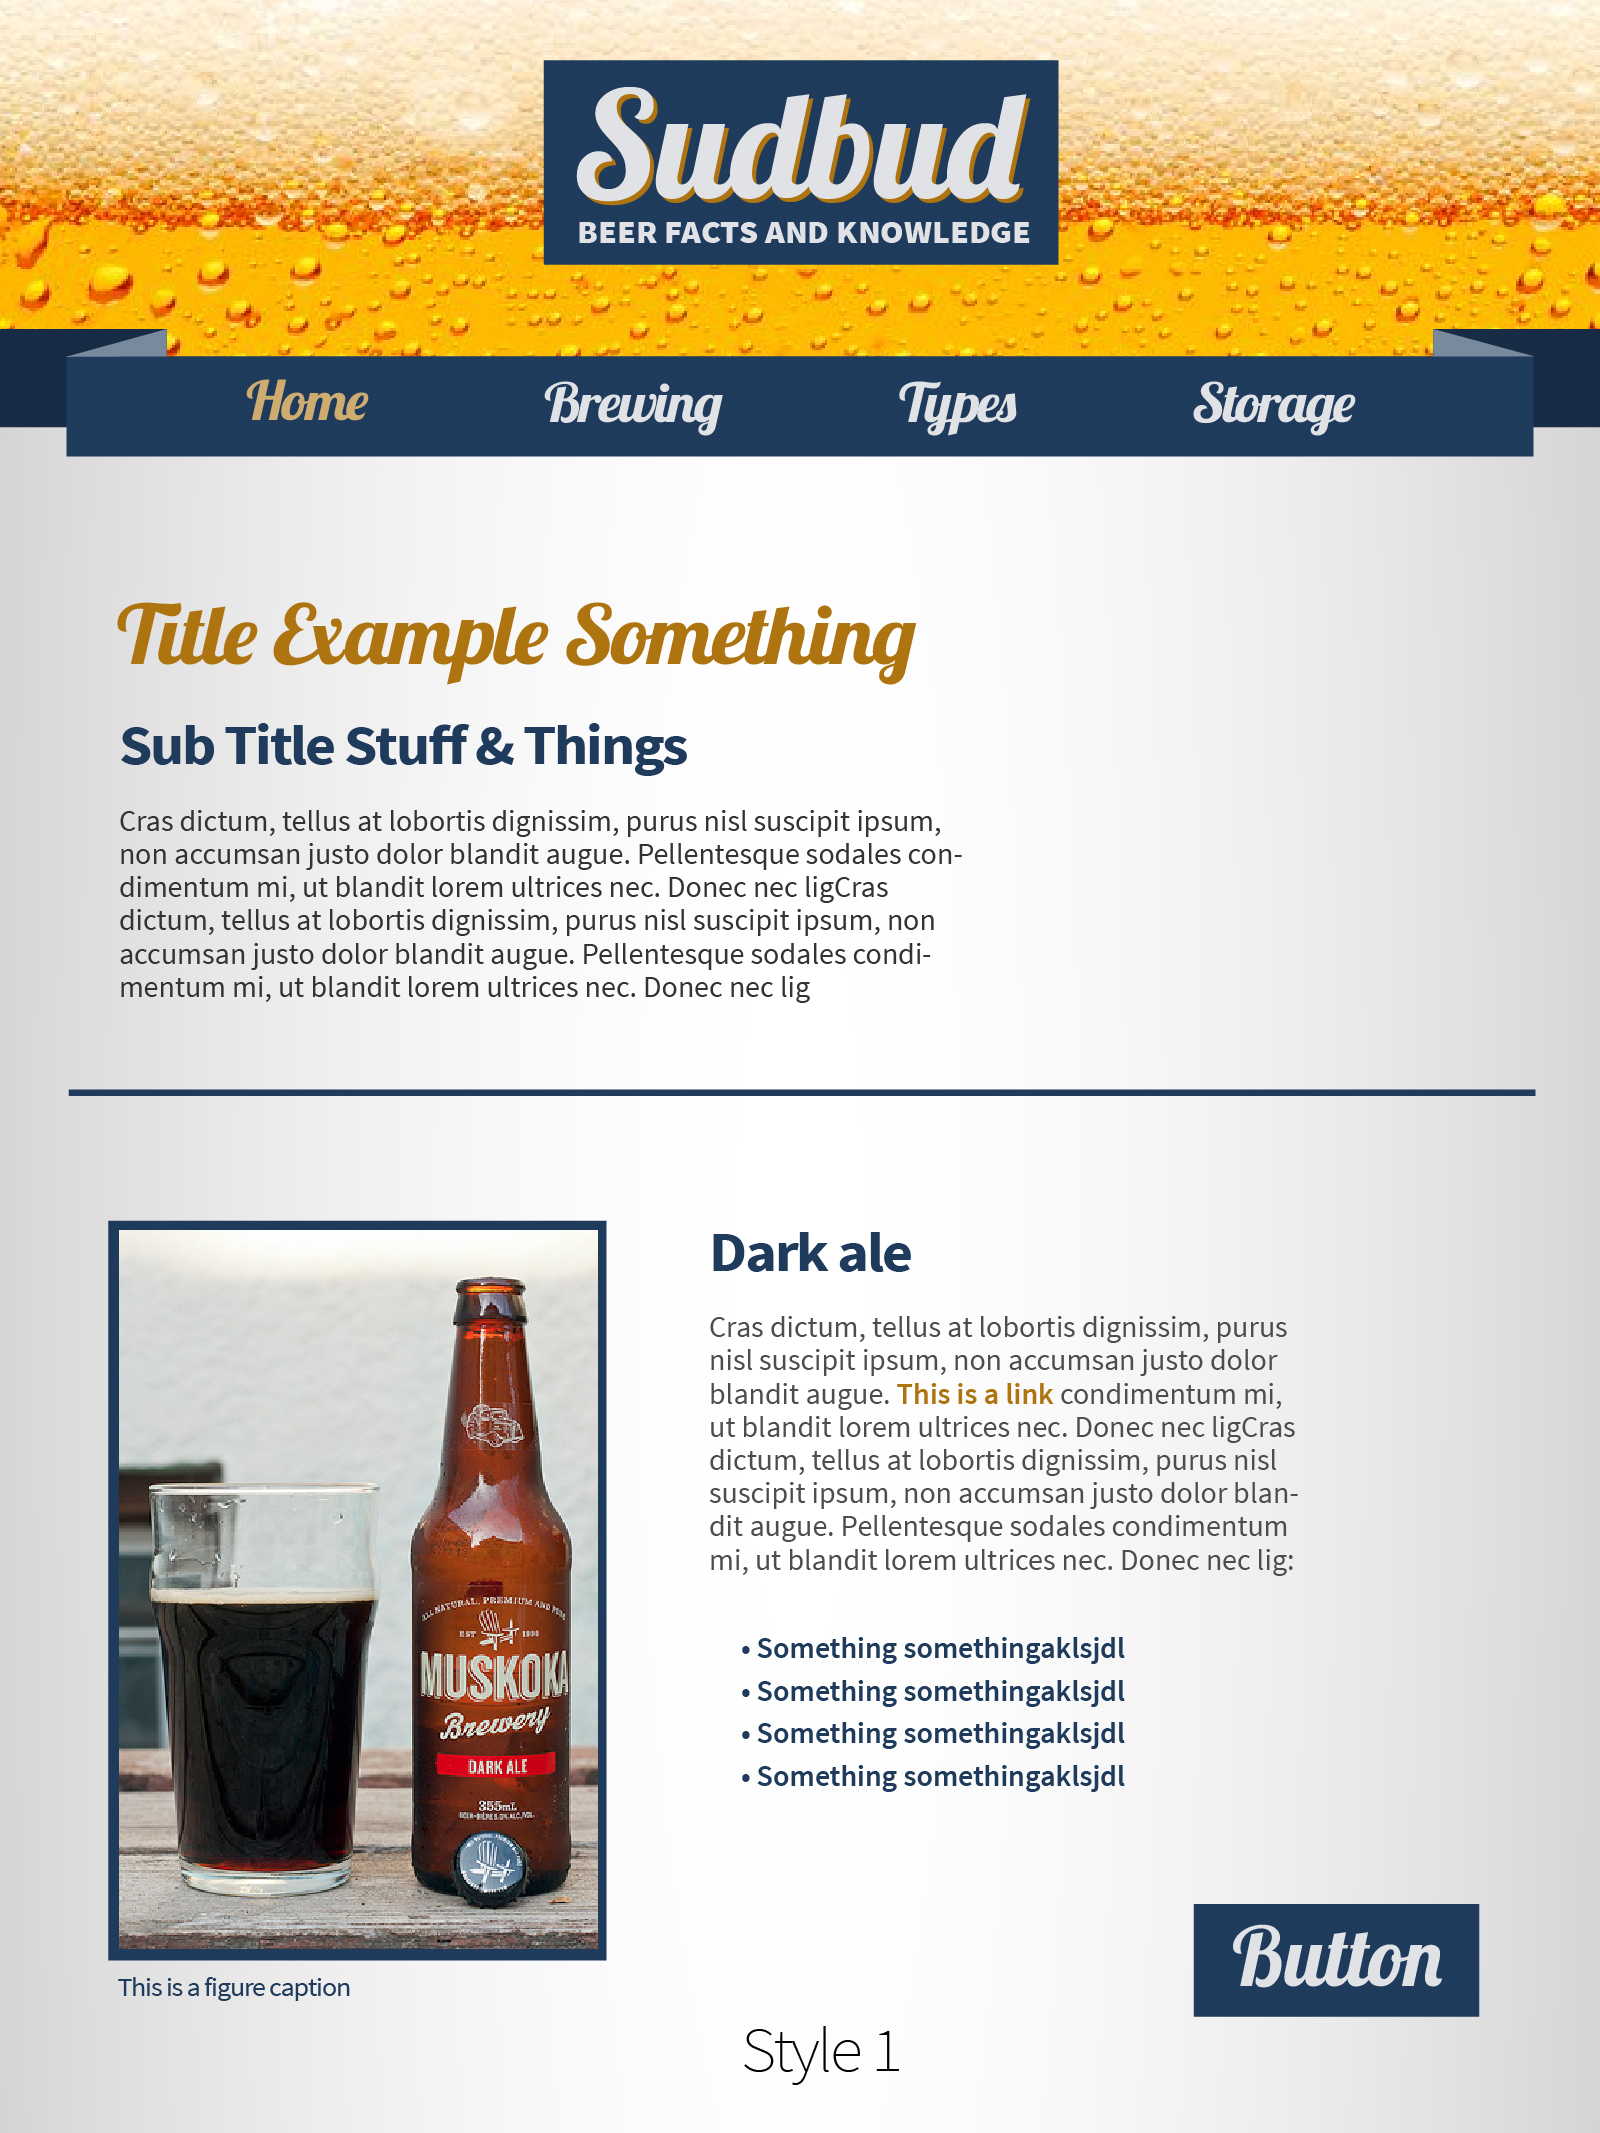 Sudbud
BEER FACTS AND KNOWLEDGE
Home Brewing Types Storage
Title Example Something
Sub Title Stuff & Things
Cras dictum, tellus at lobortis dignissim, purus nisl suscipit ipsum,
non accumsan justo dolor blandit augue. Pellentesque sodales con-
dimentum mi, ut blandit lorem ultrices nec. Donec nec ligCras
dictum, tellus at lobortis dignissim, purus nisl suscipit ipsum, non
accumsan justo dolor blandit augue. Pellentesque sodales condi-
mentum mi, ut blandit lorem ultrices nec. Donec nec lig
ALL NATURAL, PREMIUM AND PURE
EST
MUSKOKA
Brewery
DARK ALE
355mL
This is a figure caption
Dark ale
Cras dictum, tellus at lobortis dignissim, purus
nisl suscipit ipsum, non accumsan justo dolor
blandit augue. This is a link condimentum mi,
ut blandit lorem ultrices nec. Donec nec ligCras
dictum, tellus at lobortis dignissim, purus nisl
suscipit ipsum, non accumsan justo dolor blan-
dit augue. Pellentesque sodales condimentum
mi, ut blandit lorem ultrices nec. Donec nec lig:
• Something somethingaklsjdl
• Something somethingaklsjdl
• Something somethingaklsjdl
• Something somethingaklsjdl
Button
Style 1